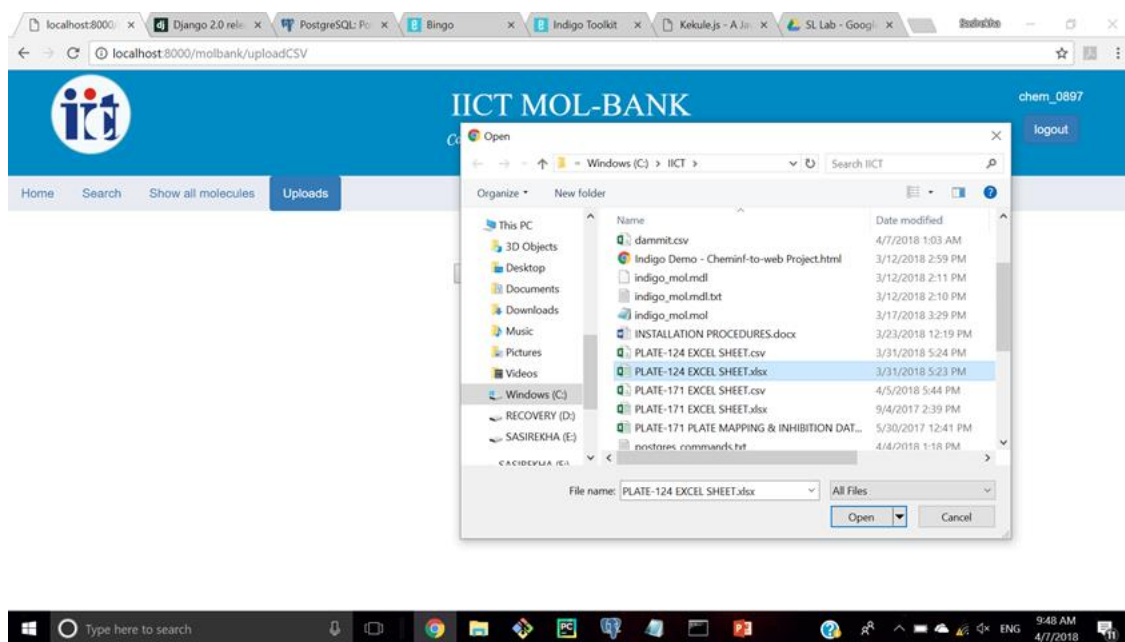 localhost:8000/
Django 2.0 rele
PostgreSQL: Po
Bingo
Indigo Toolkit
Kekule.js - A Ja
SL Lab - Googl
localhost:8000/molbank/uploadCSV
iict
IICT MOL-BANK
chem_0897
logout
Home Search Show all molecules Uploads
Open
Windows (C:) > IICT >
Search IICT
Organize New folder
This PC
3D Objects
Desktop
Documents
Downloads
Music
Pictures
Videos
Windows (C:)
RECOVERY (D:)
SASIREKHA (E:)
SASIREKHA (E:)
Name Date modified
dammit.csv 4/7/2018 1:03 AM
Indigo Demo - Cheminf-to-web Project.html 3/12/2018 2:59 PM
indigo_mol.mdl 3/12/2018 2:11 PM
indigo_mol.mdl.txt 3/12/2018 2:10 PM
indigo_mol.mol 3/17/2018 3:29 PM
INSTALLATION PROCEDURES.docx 3/23/2018 12:19 PM
PLATE-124 EXCEL SHEET.csv 3/31/2018 5:24 PM
PLATE-124 EXCEL SHEET.xlsx 3/31/2018 5:23 PM
PLATE-171 EXCEL SHEET.csv 4/5/2018 5:44 PM
PLATE-171 EXCEL SHEET.xlsx 9/4/2017 2:39 PM
PLATE-171 PLATE MAPPING & INHIBITION DAT... 5/30/2017 12:41 PM
postgres_commands.txt 4/4/2018 1:18 PM
File name: PLATE-124 EXCEL SHEET.xlsx All Files
Open Cancel
Type here to search
ENG
9:48 AM
4/7/2018
11